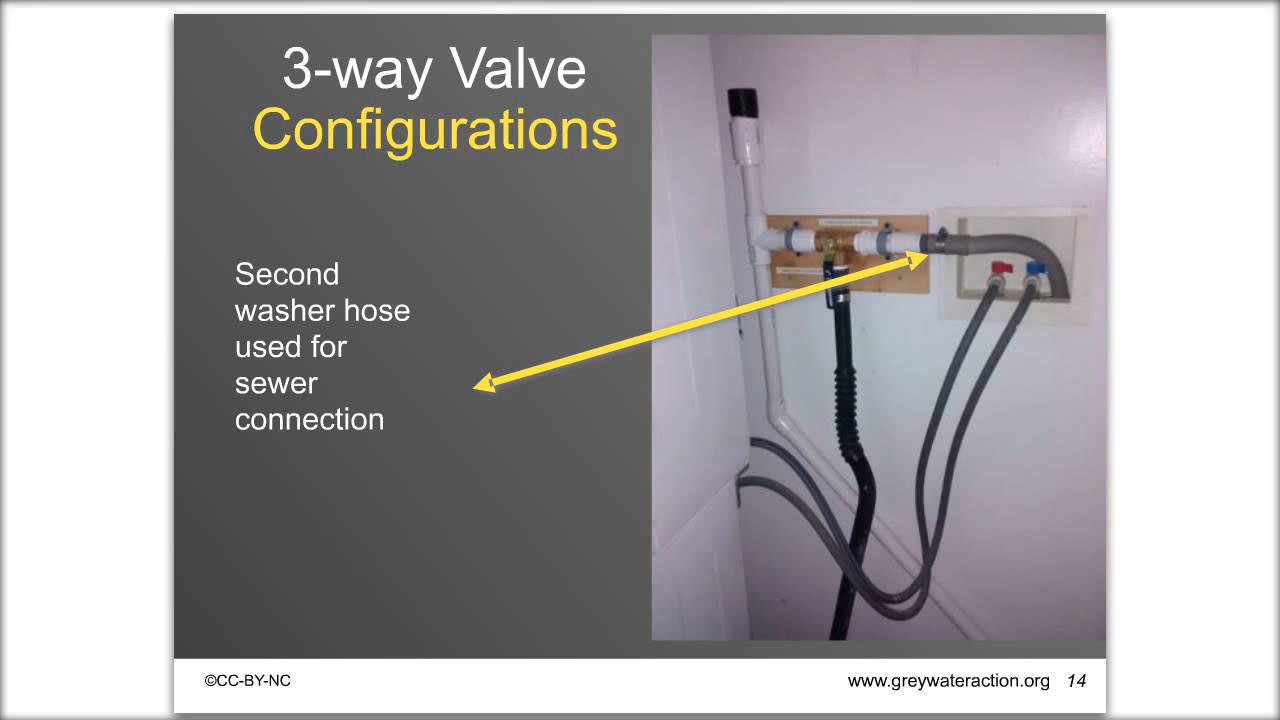 3-way Valve
Configurations
Second
washer hose
used for
sewer
connection
©CC-BY-NC
www.greywateraction.org 14